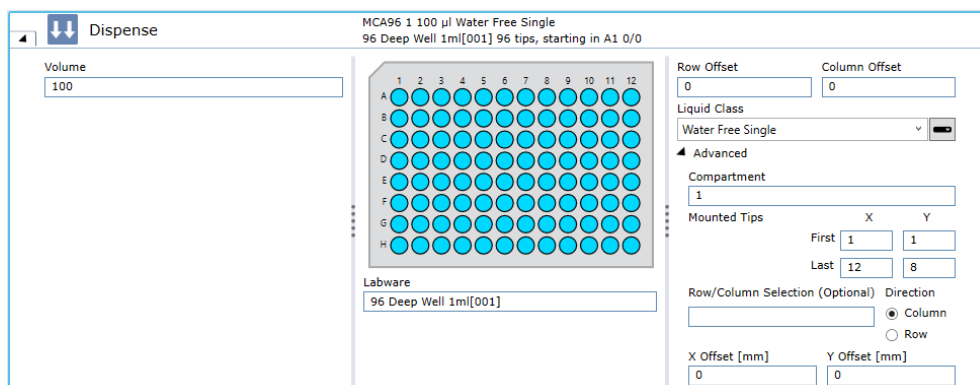 Dispense
MCA96 1 100 µl Water Free Single
96 Deep Well 1ml[001] 96 tips, starting in A1 0/0
Volume
100
1 2 3 4 5 6 7 8 9 10 11 12
A
B
C
D
E
F
G
H
Labware
96 Deep Well 1ml[001]
Row Offset Column Offset
0 0
Liquid Class
Water Free Single
Advanced
Compartment
1
Mounted Tips X Y
First 1 1
Last 12 8
Row/Column Selection (Optional) Direction
Column
Row
X Offset [mm] Y Offset [mm]
0 0